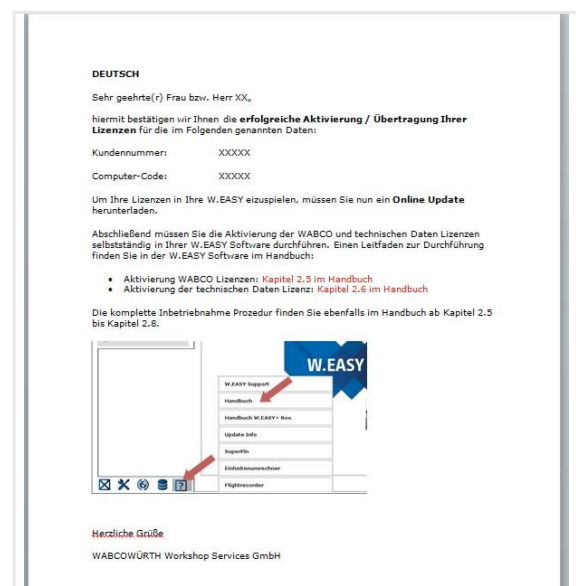 DEUTSCH
Sehr geehrte(r) Frau bzw. Herr XX,
hiermit bestätigen wir Ihnen die erfolgreiche Aktivierung / Übertragung Ihrer
Lizenzen für die im Folgenden genannten Daten:
Kundennummer: XXXXX
Computer-Code: XXXXX
Um Ihre Lizenzen in Ihre W.EASY eizuspielen, müssen Sie nun ein Online Update
herunterladen.
Abschließend müssen Sie die Aktivierung der WABCO und technischen Daten Lizenzen
selbstständig in Ihrer W.EASY Software durchführen. Einen Leitfaden zur Durchführung
finden Sie in der W.EASY Software im Handbuch:
• Aktivierung WABCO Lizenzen: Kapitel 2.5 im Handbuch
• Aktivierung der technischen Daten Lizenz: Kapitel 2.6 im Handbuch
Die komplette Inbetriebnahme Prozedur finden Sie ebenfalls im Handbuch ab Kapitel 2.5
bis Kapitel 2.8.
W.EASY
W.EASY Support
Handbuch
Handbuch W.EASY+ Box
Update Info
SuperPin
Einheitenumrechner
Flightrecorder
?
Herzliche Grüße
WABCOWÜRTH Workshop Services GmbH